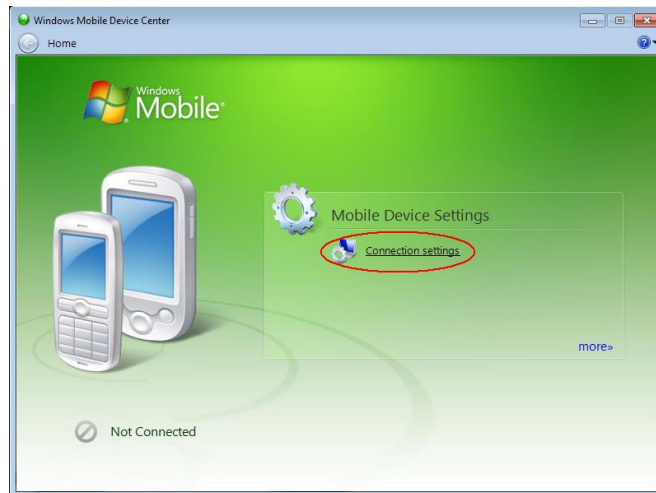 Windows Mobile Device Center
Home
Windows
Mobile
Mobile Device Settings
Connection settings
more»
Not Connected